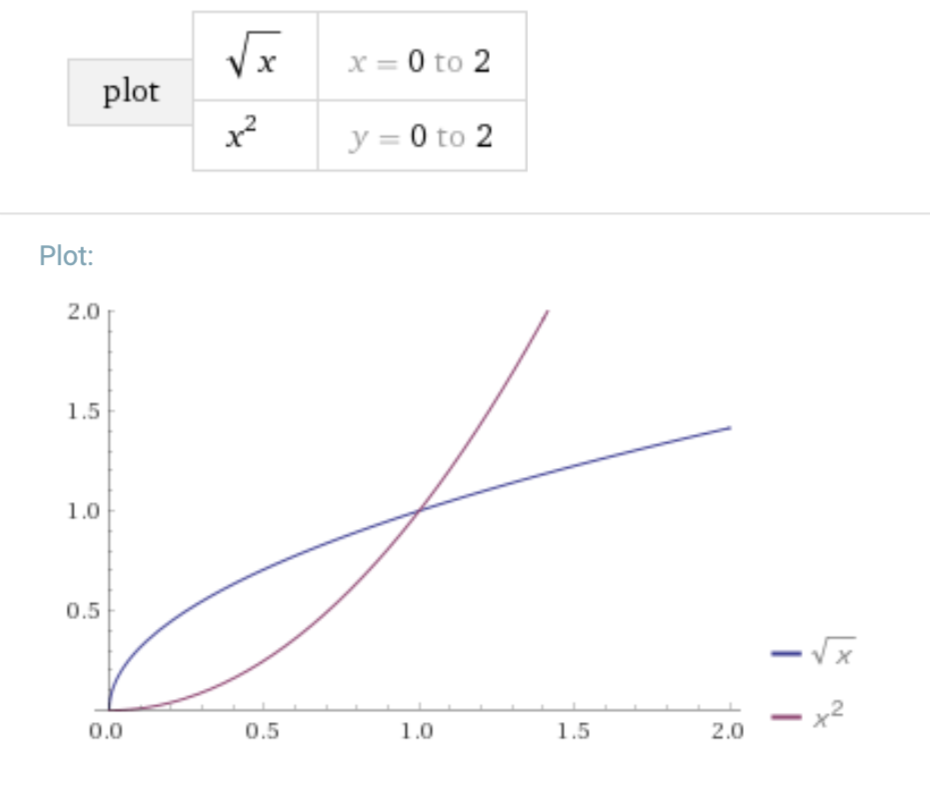 plot
√x x = 0 to 2
x² y = 0 to 2
Plot:
2.0
1.5
1.0
0.5
0.0 0.5 1.0 1.5 2.0
√x
x²